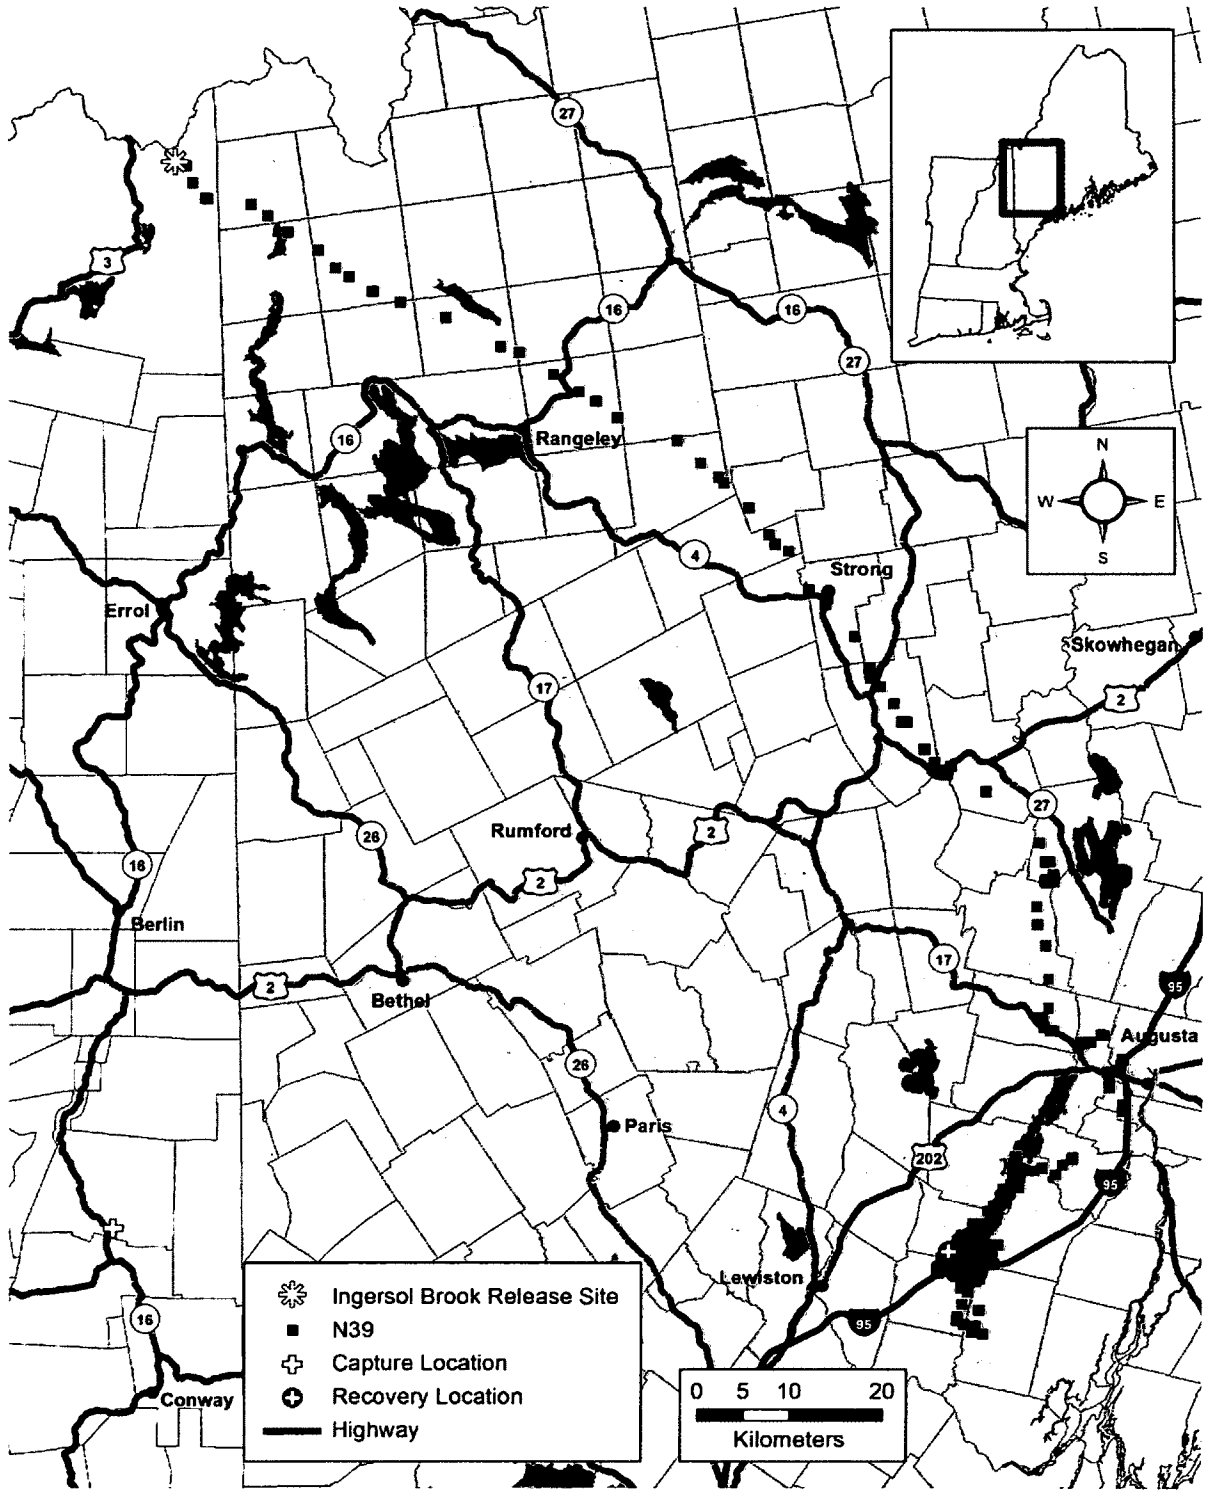 27
3
16
16
27
16
Rangeley
N
W E
S
4
Strong
Errol
Skowhegan
2
17
27
26
Rumford
2
16
2
Berlin
17
95
2
Bethel
Augusta
26
4
Paris
202
95
Lewiston
16
95
Conway
Ingersol Brook Release Site
N39
Capture Location
Recovery Location
Highway
0 5 10 20
Kilometers